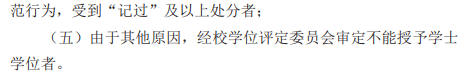 范行为，受到“记过”及以上处分者；
（五）由于其他原因，经校学位评定委员会审定不能授予学士
学位者。